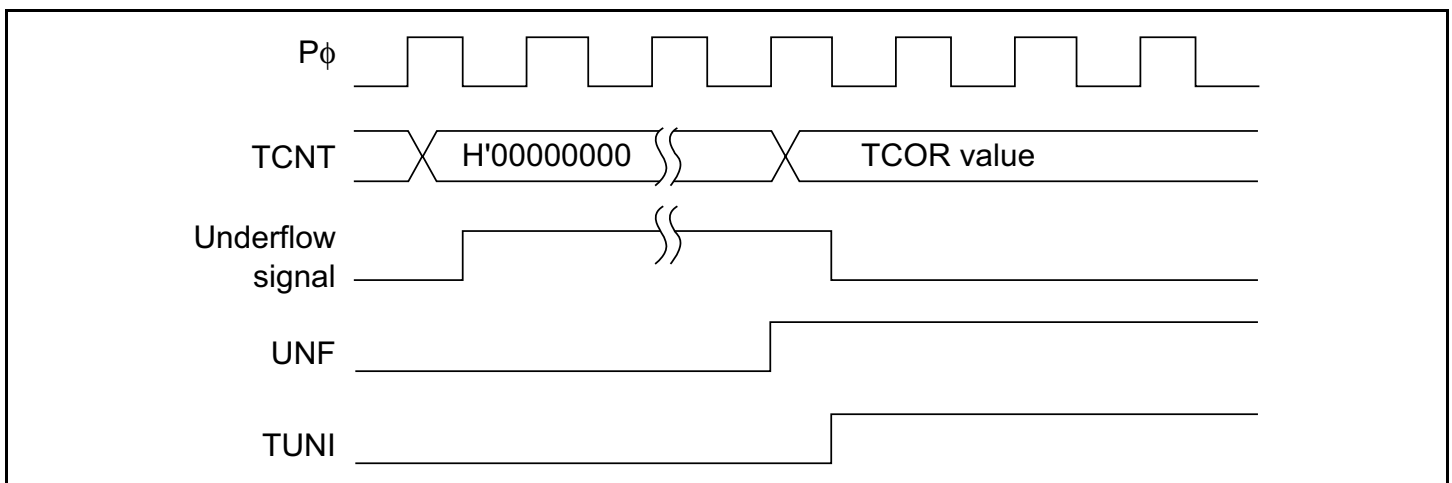 Pϕ
TCNT
H'00000000
TCOR value
Underflow
signal
UNF
TUNI